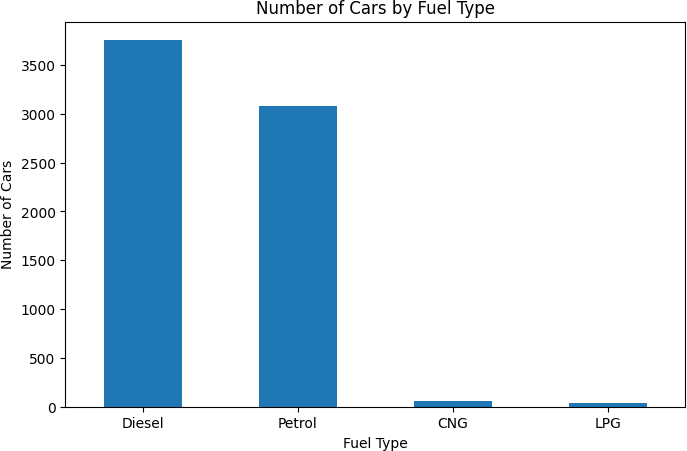 Number of Cars by Fuel Type
Number of Cars
3500
3000
2500
2000
1500
1000
500
0
Diesel Petrol CNG LPG
Fuel Type